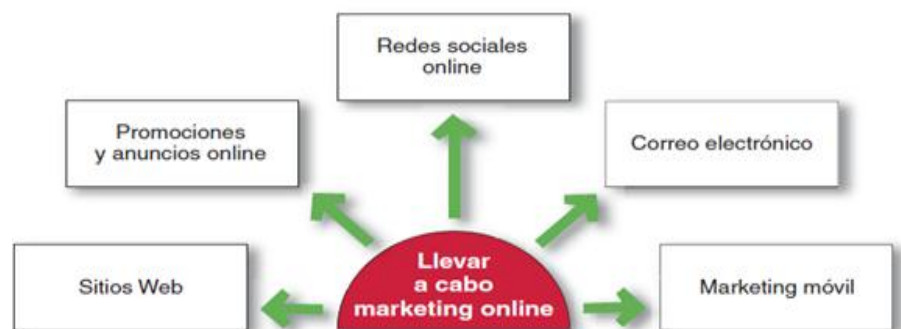 Redes sociales
online
Promociones
y anuncios online
Correo electrónico
Sitios Web
Llevar
a cabo
marketing online
Marketing móvil